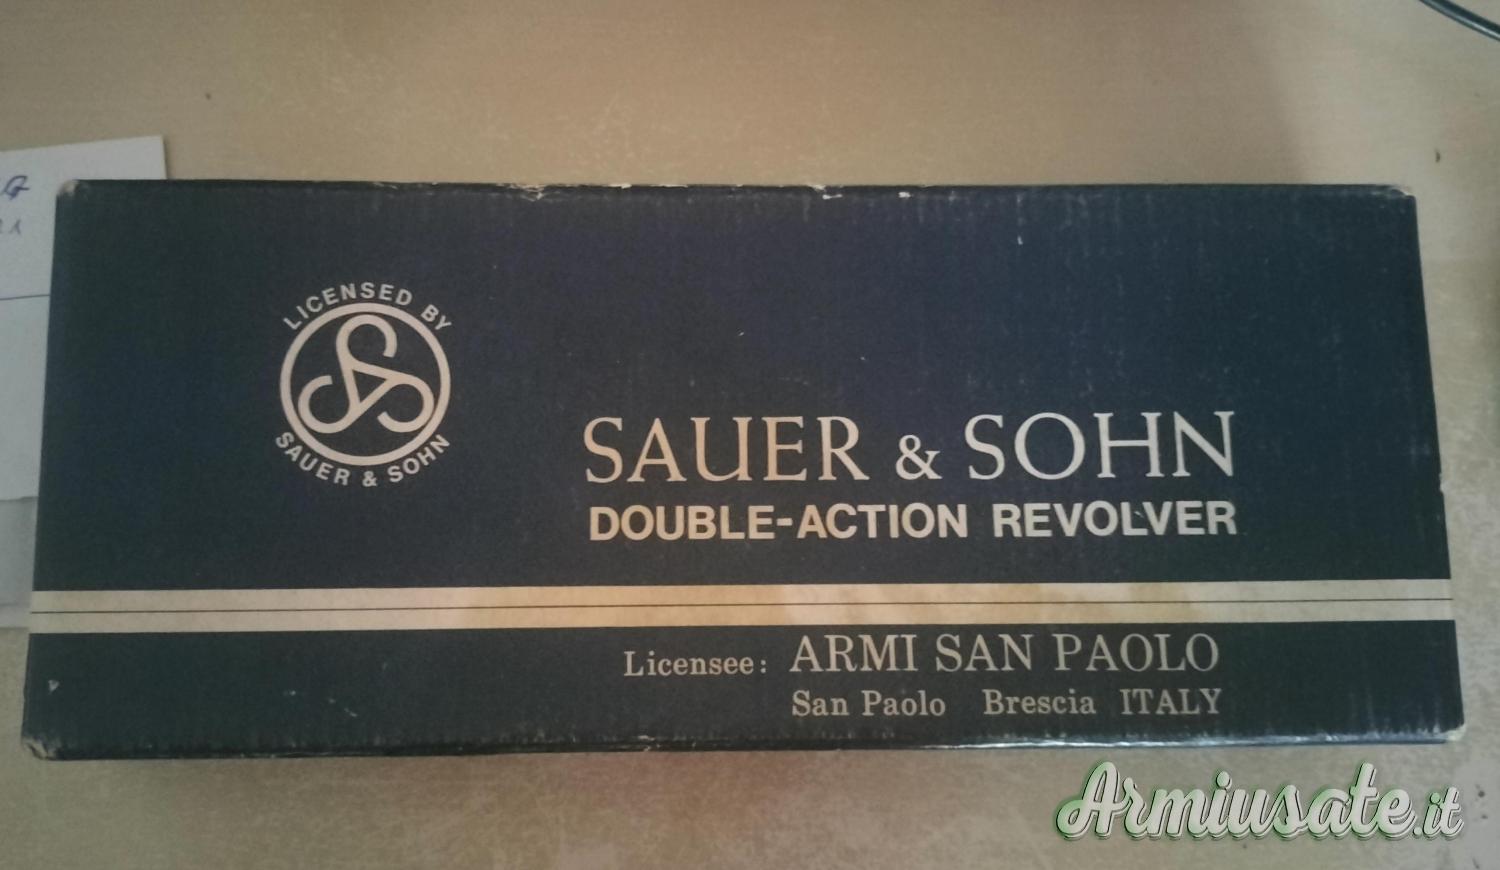 LICENSED BY
SAUER & SOHN
SAUER & SOHN
DOUBLE-ACTION REVOLVER
Licensee: ARMI SAN PAOLO
San Paolo Brescia ITALY
Armiusate.it